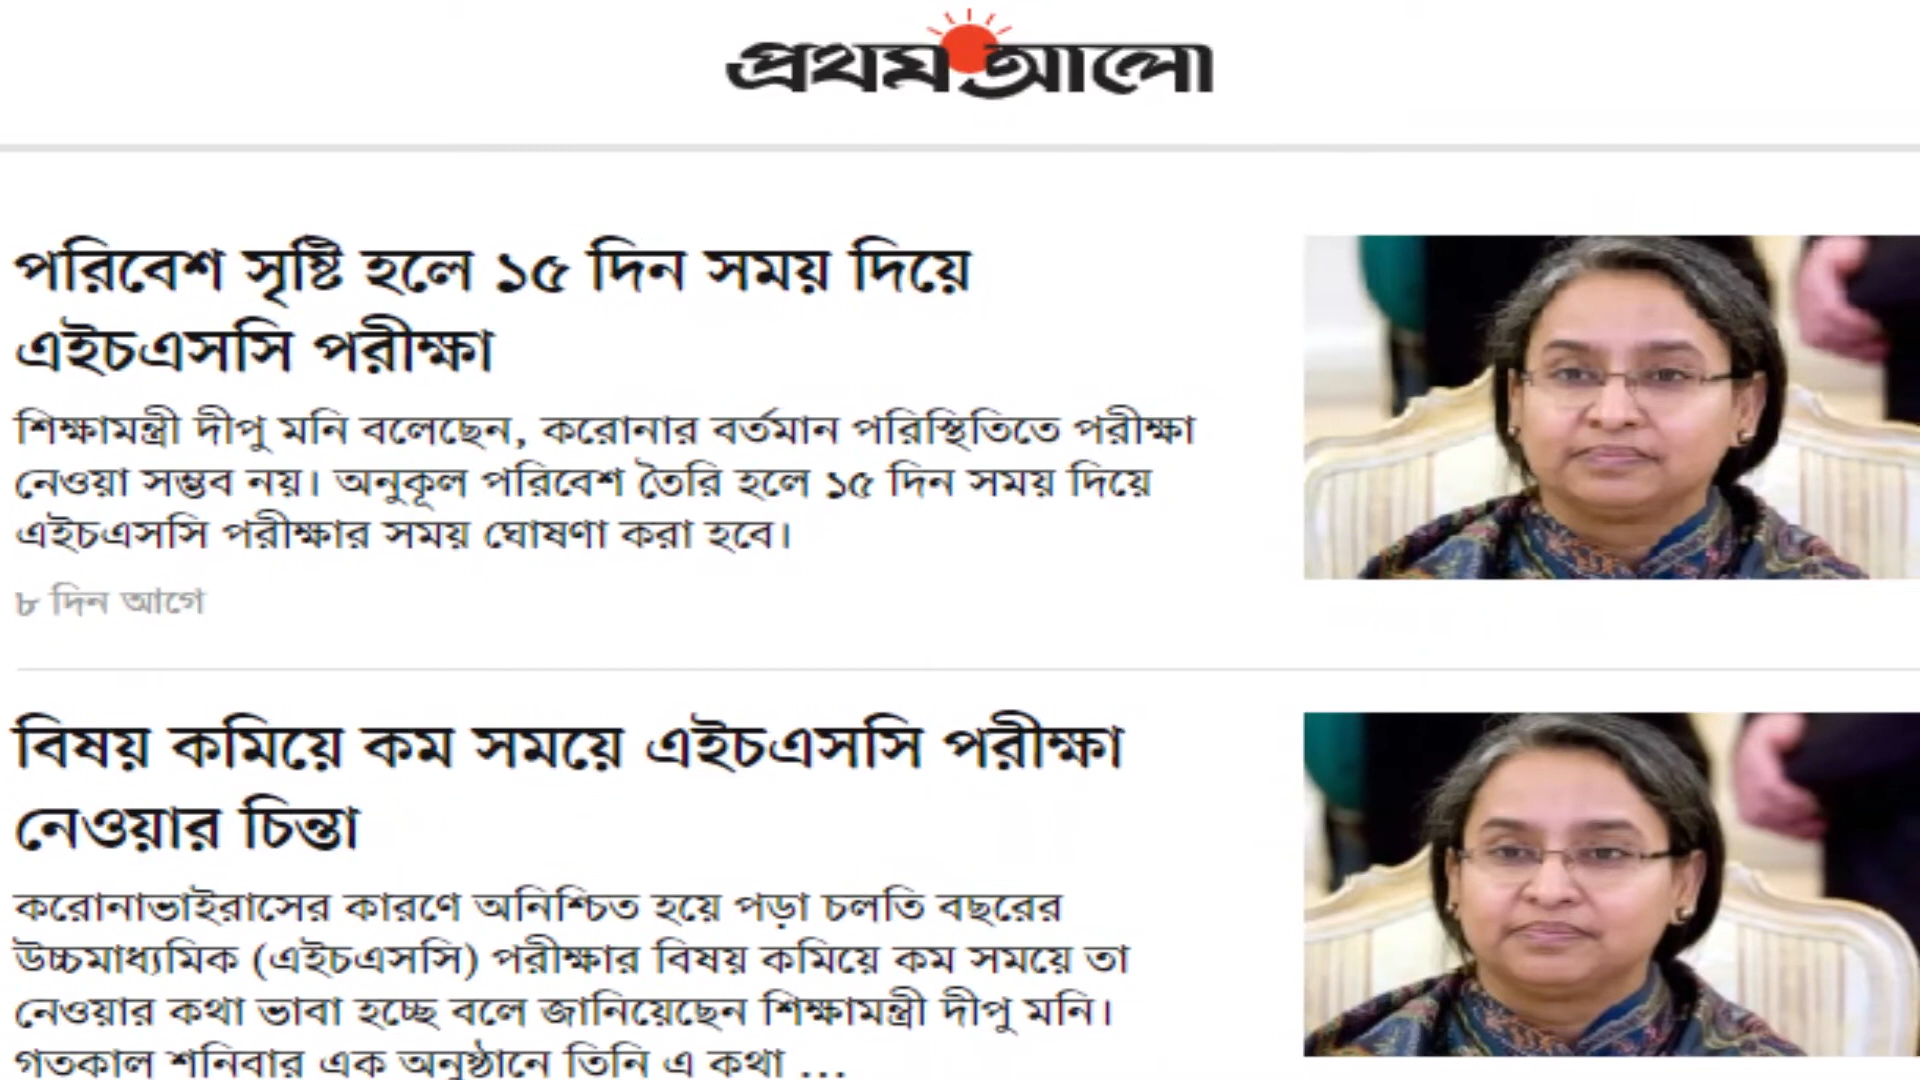 প্রথম আলো
পরিবেশ সৃষ্টি হলে ১৫ দিন সময় দিয়ে
এইচএসসি পরীক্ষা
শিক্ষামন্ত্রী দীপু মনি বলেছেন, করোনার বর্তমান পরিস্থিতিতে পরীক্ষা
নেওয়া সম্ভব নয়। অনুকূল পরিবেশ তৈরি হলে ১৫ দিন সময় দিয়ে
এইচএসসি পরীক্ষার সময় ঘোষণা করা হবে।
৮ দিন আগে
বিষয় কমিয়ে কম সময়ে এইচএসসি পরীক্ষা
নেওয়ার চিন্তা
করোনাভাইরাসের কারণে অনিশ্চিত হয়ে পড়া চলতি বছরের
উচ্চমাধ্যমিক (এইচএসসি) পরীক্ষার বিষয় কমিয়ে কম সময়ে তা
নেওয়ার কথা ভাবা হচ্ছে বলে জানিয়েছেন শিক্ষামন্ত্রী দীপু মনি।
গতকাল শনিবার এক অনুষ্ঠানে তিনি এ কথা ...